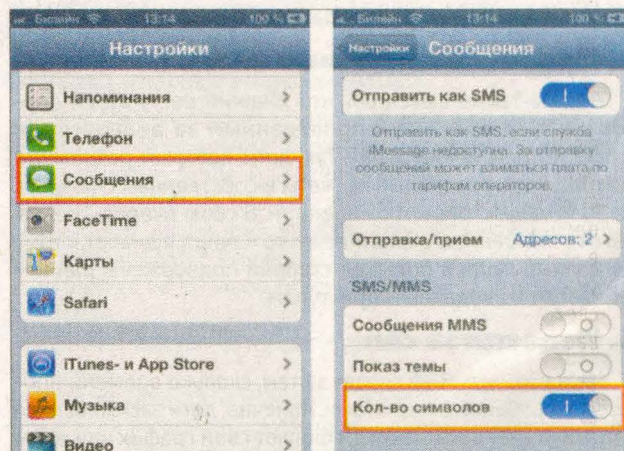 Билайн 13:14 100 %
Настройки
Напоминания
Телефон
Сообщения
FaceTime
Карты
Safari
iTunes- и App Store
Музыка
Видео
Билайн 13:14 100 %
Настройки Сообщения
Отправить как SMS
Отправить как SMS, если служба
iMessage недоступна. За отправку
сообщений может взиматься плата по
тарифам операторов.
Отправка/прием Адресов: 2
SMS/MMS
Сообщения MMS
Показ темы
Кол-во символов